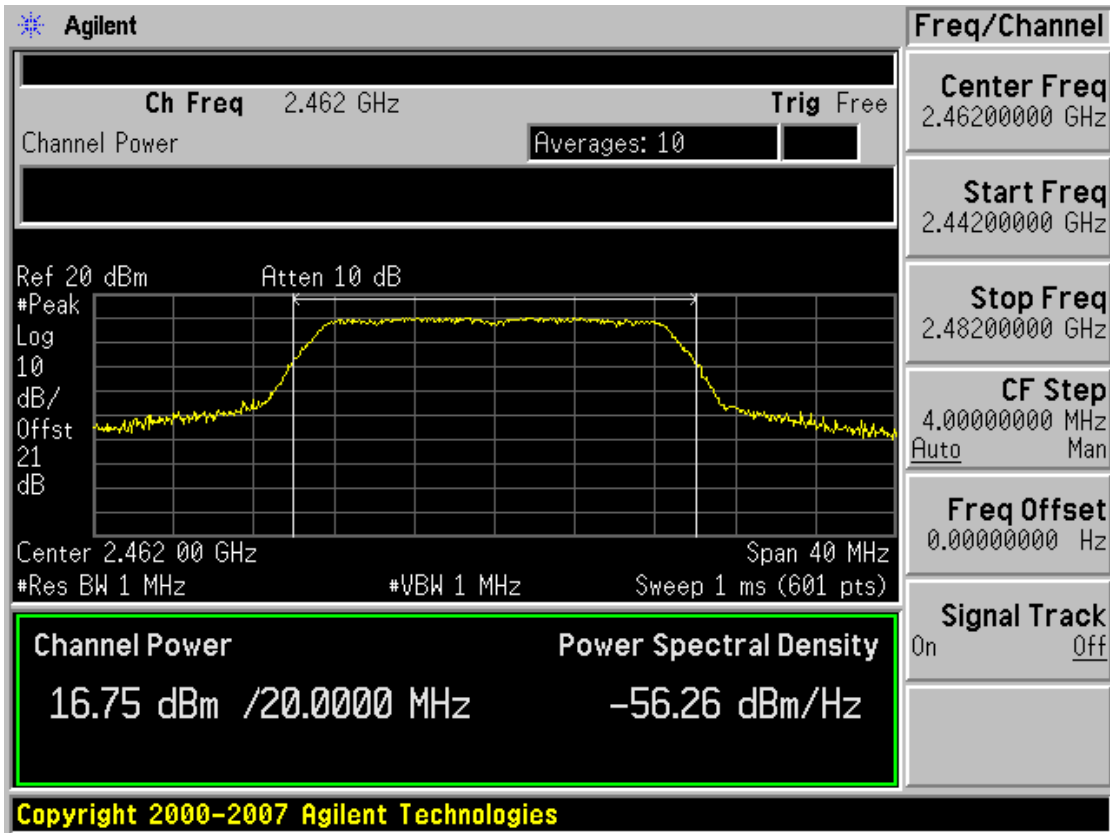 Agilent
Freq/Channel
Ch Freq 2.462 GHz Trig Free
Channel Power Averages: 10
Ref 20 dBm Atten 10 dB
#Peak
Log
10
dB/
Offst
21
dB
Center 2.462 00 GHz Span 40 MHz
#Res BW 1 MHz #VBW 1 MHz Sweep 1 ms (601 pts)
Channel Power Power Spectral Density
16.75 dBm /20.0000 MHz -56.26 dBm/Hz
Center Freq
2.46200000 GHz
Start Freq
2.44200000 GHz
Stop Freq
2.48200000 GHz
CF Step
4.00000000 MHz
Auto Man
Freq Offset
0.00000000 Hz
Signal Track
On Off
Copyright 2000-2007 Agilent Technologies